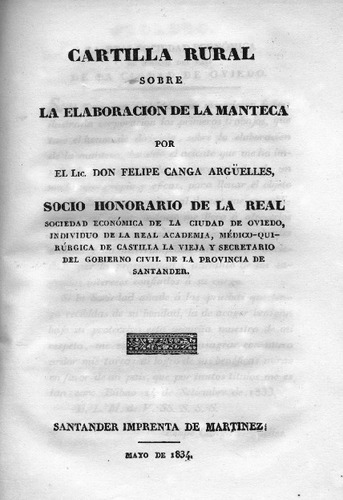 CARTILLA RURAL
SOBRE
LA ELABORACION DE LA MANTECA
POR
EL LIC. DON FELIPE CANGA ARGÜELLES,
SOCIO HONORARIO DE LA REAL
SOCIEDAD ECONÓMICA DE LA CIUDAD DE OVIEDO,
INDIVIDUO DE LA REAL ACADEMIA, MÉDICO-QUI-
RÚRGICA DE CASTILLA LA VIEJA Y SECRETARIO
DEL GOBIERNO CIVIL DE LA PROVINCIA DE
SANTANDER.
SANTANDER IMPRENTA DE MARTINEZ:
MAYO DE 1834.